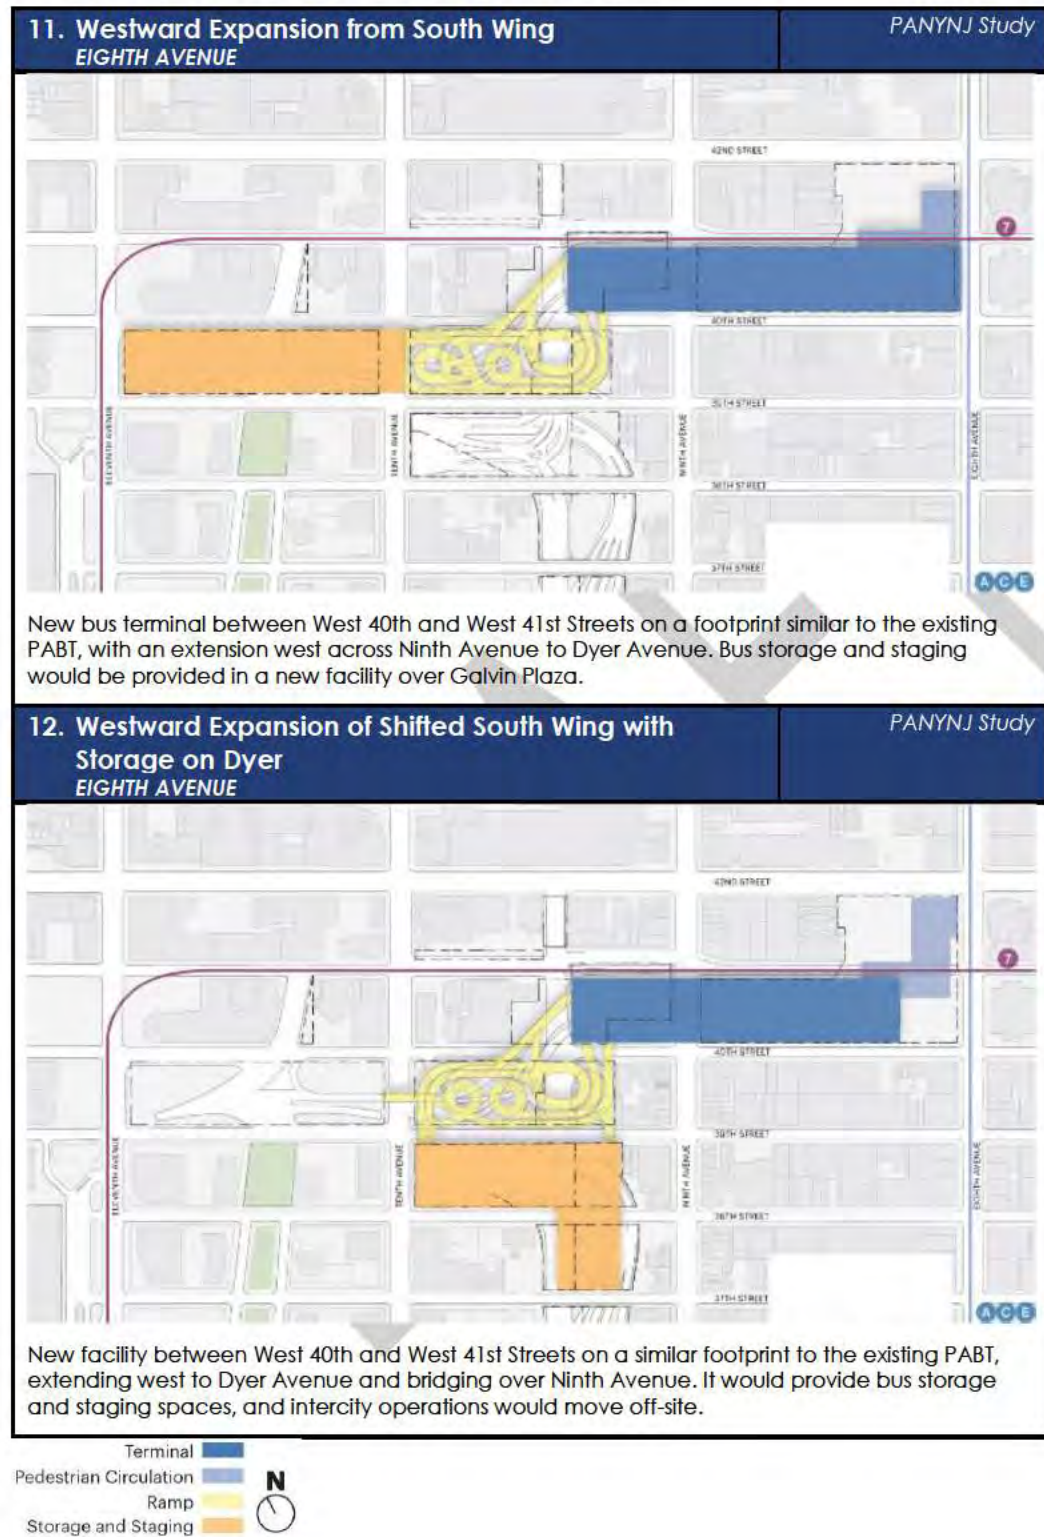 11. Westward Expansion from South Wing
EIGHTH AVENUE
PANYNJ Study
42ND STREET
7
40TH STREET
39TH STREET
38TH STREET
37TH STREET
ELEVENTH AVENUE
TENTH AVENUE
NINTH AVENUE
EIGHTH AVENUE
A C E
New bus terminal between West 40th and West 41st Streets on a footprint similar to the existing
PABT, with an extension west across Ninth Avenue to Dyer Avenue. Bus storage and staging
would be provided in a new facility over Galvin Plaza.
12. Westward Expansion of Shifted South Wing with
Storage on Dyer
EIGHTH AVENUE
PANYNJ Study
42ND STREET
7
40TH STREET
39TH STREET
38TH STREET
37TH STREET
ELEVENTH AVENUE
TENTH AVENUE
NINTH AVENUE
EIGHTH AVENUE
A C E
New facility between West 40th and West 41st Streets on a similar footprint to the existing PABT,
extending west to Dyer Avenue and bridging over Ninth Avenue. It would provide bus storage
and staging spaces, and intercity operations would move off-site.
Terminal
Pedestrian Circulation
Ramp
Storage and Staging
N